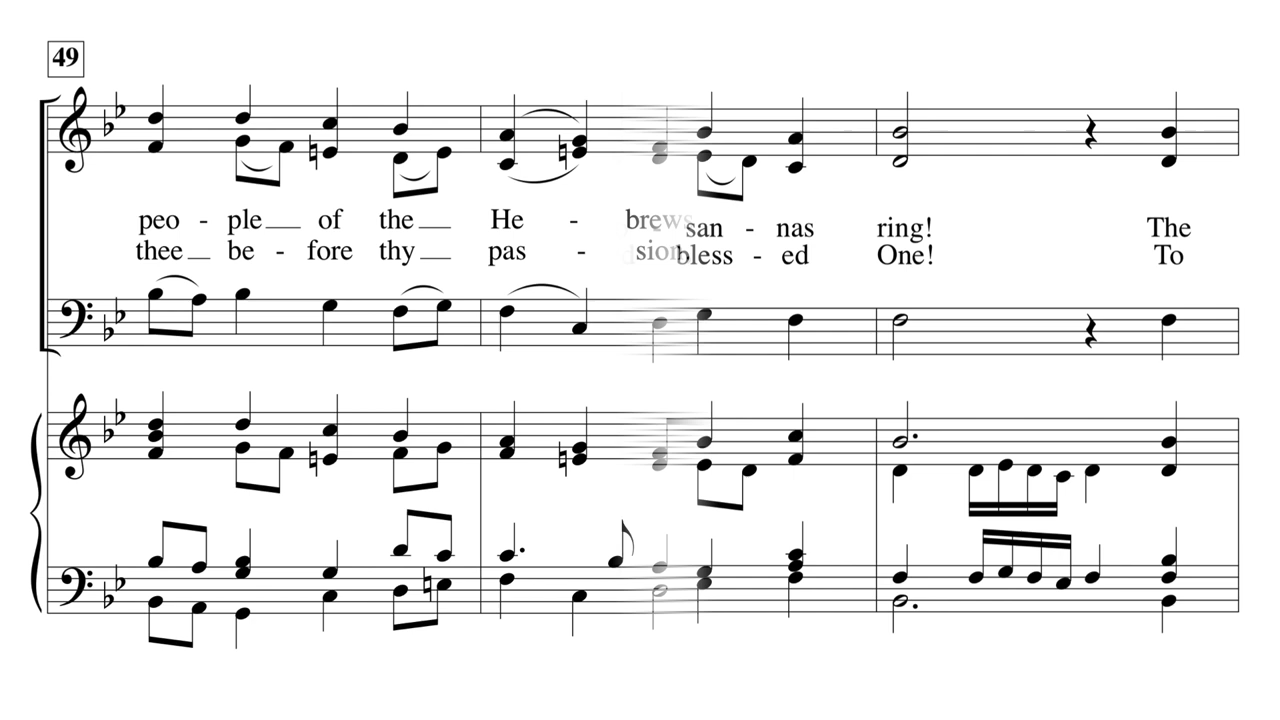 49
peo - ple of the He - brews san - nas ring! The
thee be - fore thy pas - sion bless - ed One! To